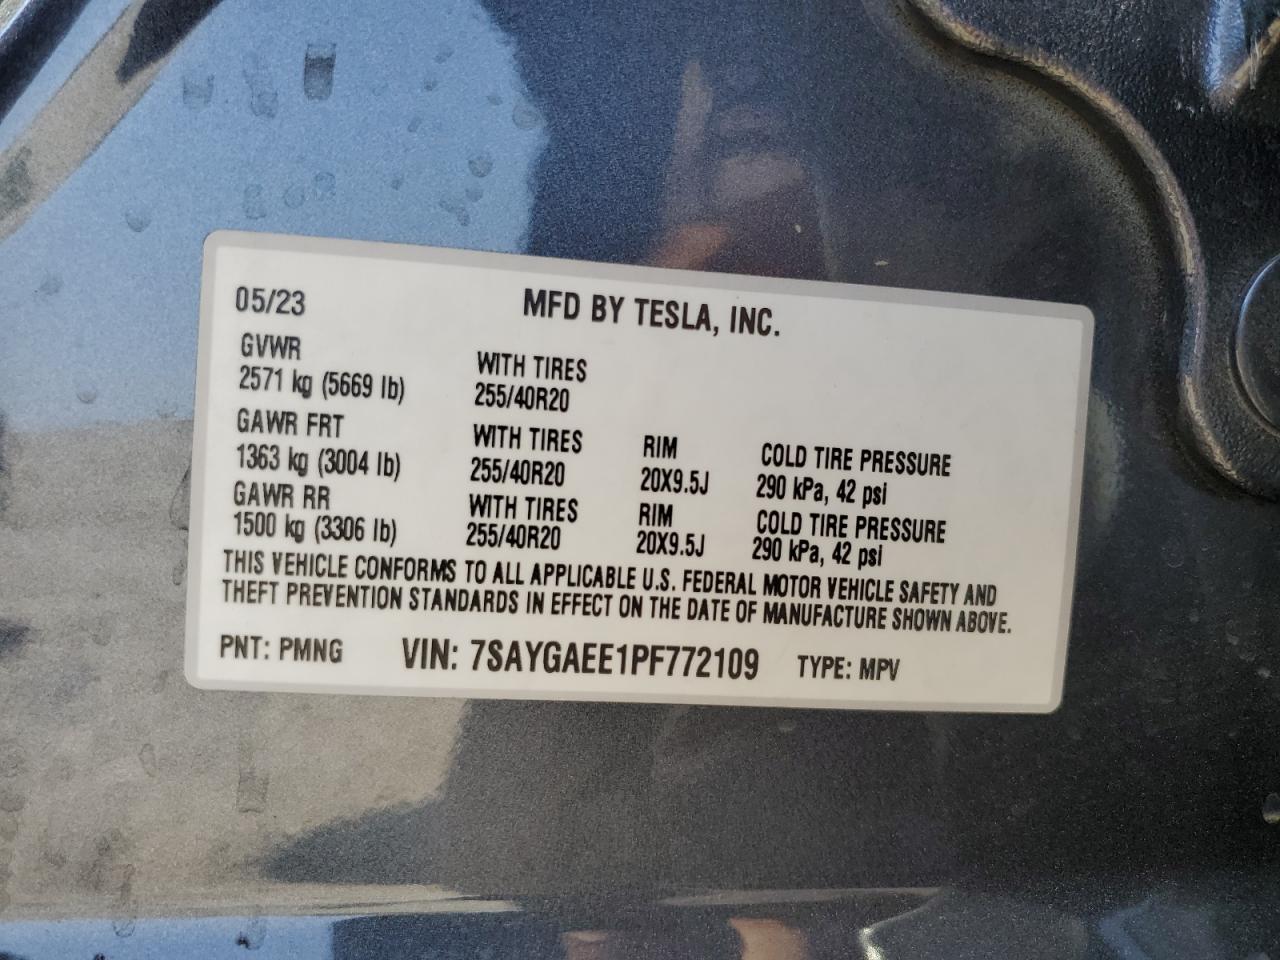 05/23 MFD BY TESLA, INC.
GVWR
2571 kg (5669 lb)
WITH TIRES
255/40R20
GAWR FRT
1363 kg (3004 lb)
WITH TIRES
255/40R20
RIM
20X9.5J
COLD TIRE PRESSURE
290 kPa, 42 psi
GAWR RR
1500 kg (3306 lb)
WITH TIRES
255/40R20
RIM
20X9.5J
COLD TIRE PRESSURE
290 kPa, 42 psi
THIS VEHICLE CONFORMS TO ALL APPLICABLE U.S. FEDERAL MOTOR VEHICLE SAFETY AND
THEFT PREVENTION STANDARDS IN EFFECT ON THE DATE OF MANUFACTURE SHOWN ABOVE.
PNT: PMNG VIN: 7SAYGAEE1PF772109 TYPE: MPV